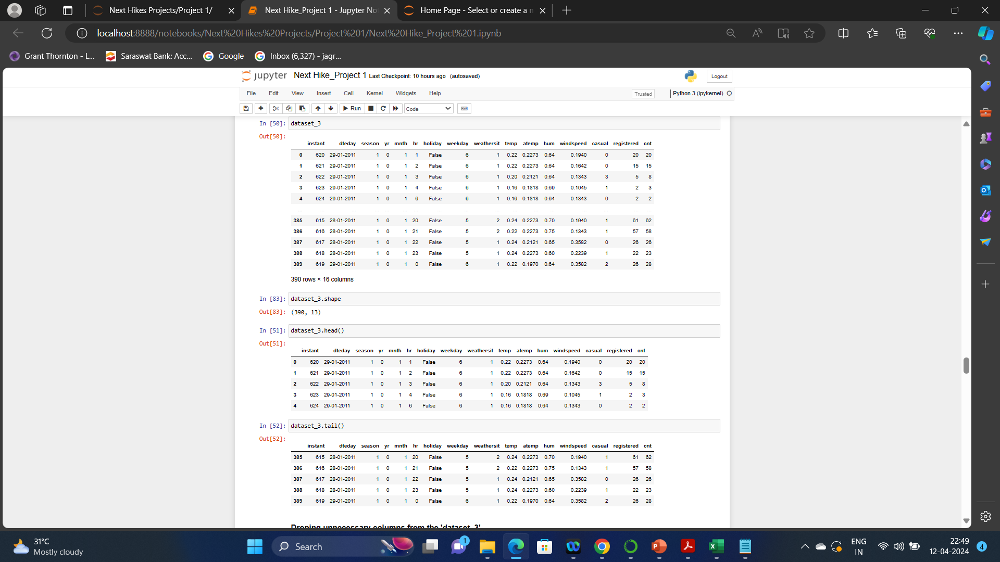 Next Hikes Projects/Project 1/
Next Hike_Project 1 - Jupyter No
Home Page - Select or create a n
localhost:8888/notebooks/Next%20Hikes%20Projects/Project%201/Next%20Hike_Project%201.ipynb
Grant Thornton - L...
Saraswat Bank: Acc...
Google
Inbox (6,327) - jagr...
jupyter
Next Hike_Project 1 Last Checkpoint: 10 hours ago (autosaved)
Logout
File Edit View Insert Cell Kernel Widgets Help
Trusted
Python 3 (ipykernel)
Run
Code
In [50]: dataset_3
Out[50]:
instant dteday season yr mnth hr holiday weekday weathersit temp atemp hum windspeed casual registered cnt
0 620 29-01-2011 1 0 1 1 False 6 1 0.22 0.2273 0.64 0.1940 0 20 20
1 621 29-01-2011 1 0 1 2 False 6 1 0.22 0.2273 0.64 0.1642 0 15 15
2 622 29-01-2011 1 0 1 3 False 6 1 0.20 0.2121 0.64 0.1343 3 5 8
3 623 29-01-2011 1 0 1 4 False 6 1 0.16 0.1818 0.69 0.1045 1 2 3
4 624 29-01-2011 1 0 1 6 False 6 1 0.16 0.1818 0.64 0.1343 0 2 2
... ... ... ... ... ... ... ... ... ... ... ... ... ... ... ... ...
385 615 28-01-2011 1 0 1 20 False 5 2 0.24 0.2273 0.70 0.1940 1 61 62
386 616 28-01-2011 1 0 1 21 False 5 2 0.22 0.2273 0.75 0.1343 1 57 58
387 617 28-01-2011 1 0 1 22 False 5 1 0.24 0.2121 0.65 0.3582 0 26 26
388 618 28-01-2011 1 0 1 23 False 5 1 0.24 0.2273 0.60 0.2239 1 22 23
389 619 29-01-2011 1 0 1 0 False 6 1 0.22 0.1970 0.64 0.3582 2 26 28
390 rows × 16 columns
In [83]: dataset_3.shape
Out[83]: (390, 13)
In [51]: dataset_3.head()
Out[51]:
instant dteday season yr mnth hr holiday weekday weathersit temp atemp hum windspeed casual registered cnt
0 620 29-01-2011 1 0 1 1 False 6 1 0.22 0.2273 0.64 0.1940 0 20 20
1 621 29-01-2011 1 0 1 2 False 6 1 0.22 0.2273 0.64 0.1642 0 15 15
2 622 29-01-2011 1 0 1 3 False 6 1 0.20 0.2121 0.64 0.1343 3 5 8
3 623 29-01-2011 1 0 1 4 False 6 1 0.16 0.1818 0.69 0.1045 1 2 3
4 624 29-01-2011 1 0 1 6 False 6 1 0.16 0.1818 0.64 0.1343 0 2 2
In [52]: dataset_3.tail()
Out[52]:
instant dteday season yr mnth hr holiday weekday weathersit temp atemp hum windspeed casual registered cnt
385 615 28-01-2011 1 0 1 20 False 5 2 0.24 0.2273 0.70 0.1940 1 61 62
386 616 28-01-2011 1 0 1 21 False 5 2 0.22 0.2273 0.75 0.1343 1 57 58
387 617 28-01-2011 1 0 1 22 False 5 1 0.24 0.2121 0.65 0.3582 0 26 26
388 618 28-01-2011 1 0 1 23 False 5 1 0.24 0.2273 0.60 0.2239 1 22 23
389 619 29-01-2011 1 0 1 0 False 6 1 0.22 0.1970 0.64 0.3582 2 26 28
Droping unnecessary columns from the 'dataset_3'
31°C
Mostly cloudy
Search
1
ENG
IN
22:49
12-04-2024
4